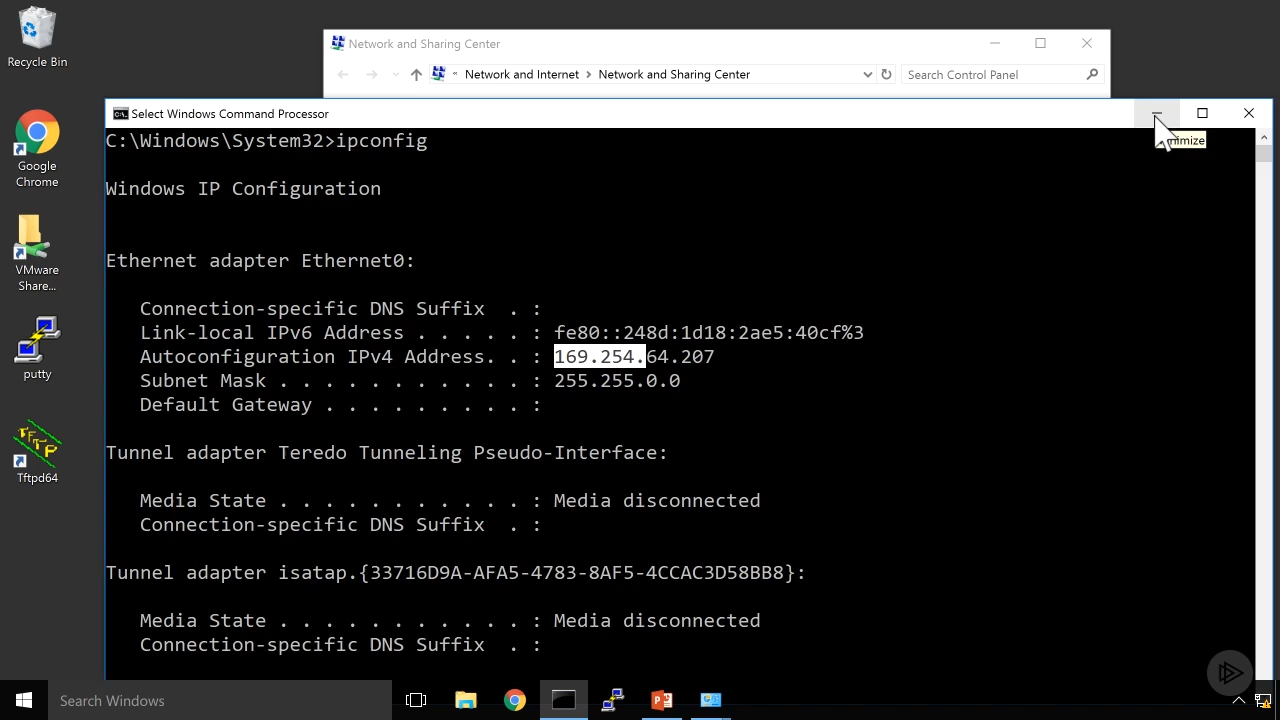 Recycle Bin
Google
Chrome
VMware
Share...
putty
TFTP
Tftpd64
Network and Sharing Center
« Network and Internet > Network and Sharing Center
Search Control Panel
C:\. Select Windows Command Processor
C:\Windows\System32>ipconfig
Windows IP Configuration
Ethernet adapter Ethernet0:
Connection-specific DNS Suffix . :
Link-local IPv6 Address . . . . . : fe80::248d:1d18:2ae5:40cf%3
Autoconfiguration IPv4 Address. . : 169.254.64.207
Subnet Mask . . . . . . . . . . . : 255.255.0.0
Default Gateway . . . . . . . . . :
Tunnel adapter Teredo Tunneling Pseudo-Interface:
Media State . . . . . . . . . . . : Media disconnected
Connection-specific DNS Suffix . :
Tunnel adapter isatap.{33716D9A-AFA5-4783-8AF5-4CCAC3D58BB8}:
Media State . . . . . . . . . . . : Media disconnected
Connection-specific DNS Suffix . :
Search Windows